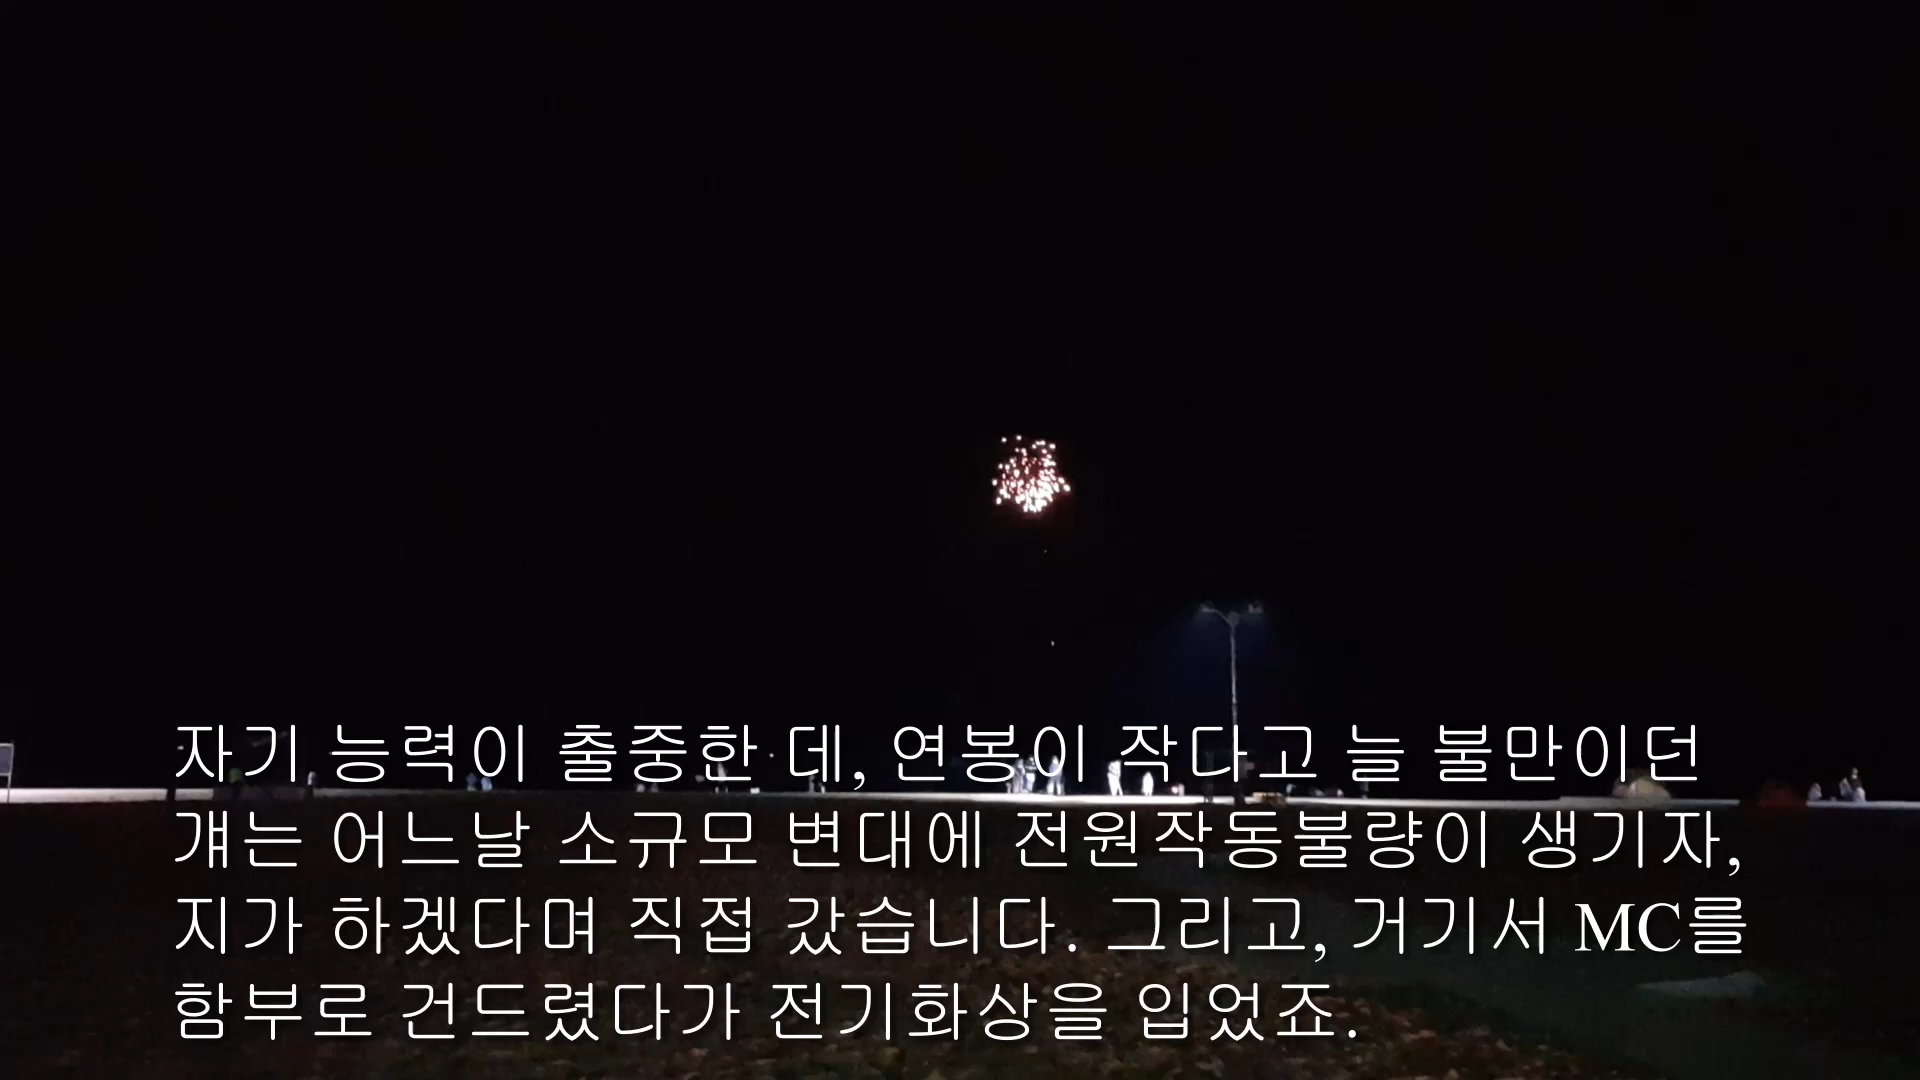 자기 능력이 출중한 데, 연봉이 작다고 늘 불만이던
걔는 어느날 소규모 변대에 전원작동불량이 생기자,
지가 하겠다며 직접 갔습니다. 그리고, 거기서 MC를
함부로 건드렸다가 전기화상을 입었죠.